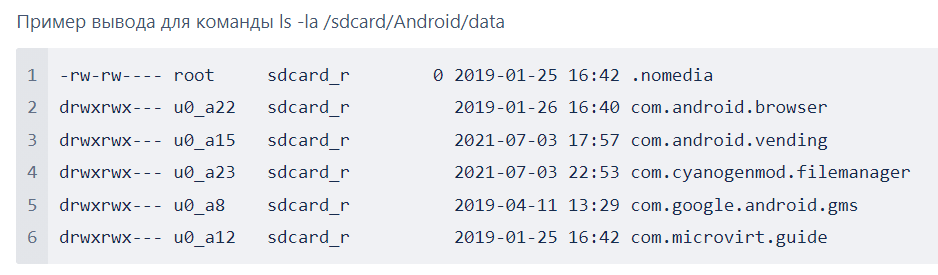 Пример вывода для команды ls -la /sdcard/Android/data
1 -rw-rw---- root sdcard_r 0 2019-01-25 16:42 .nomedia
2 drwxrwx--- u0_a22 sdcard_r 2019-01-26 16:40 com.android.browser
3 drwxrwx--- u0_a15 sdcard_r 2021-07-03 17:57 com.android.vending
4 drwxrwx--- u0_a23 sdcard_r 2021-07-03 22:53 com.cyanogenmod.filemanager
5 drwxrwx--- u0_a8 sdcard_r 2019-04-11 13:29 com.google.android.gms
6 drwxrwx--- u0_a12 sdcard_r 2019-01-25 16:42 com.microvirt.guide